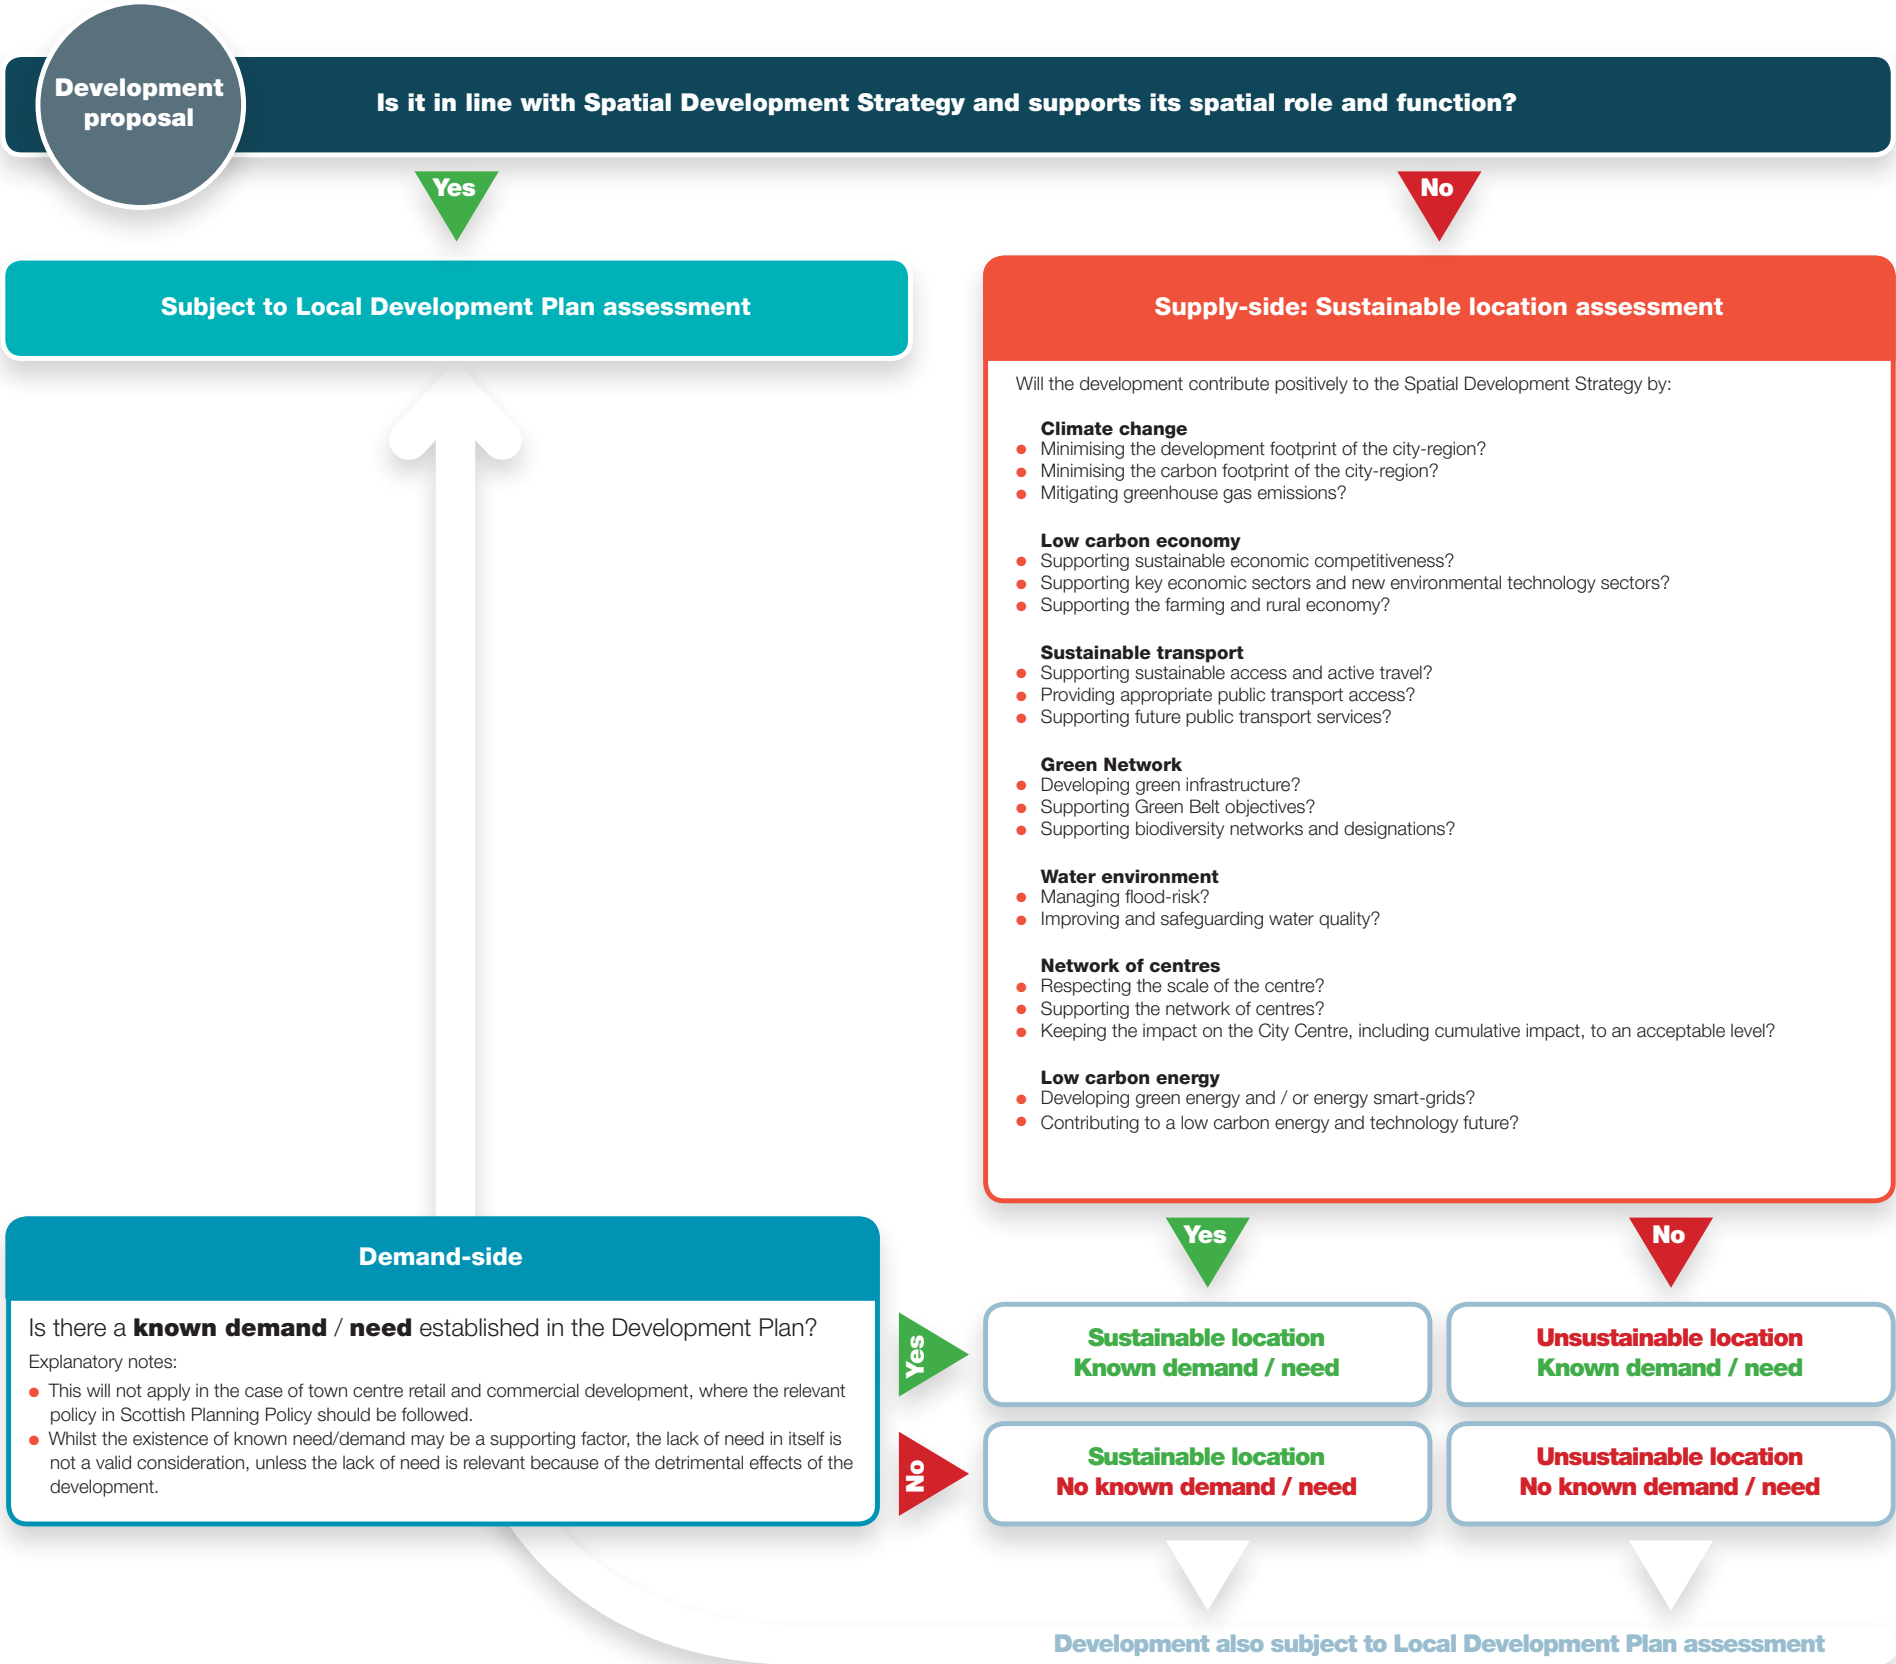 Development
proposal
Is it in line with Spatial Development Strategy and supports its spatial role and function?
Yes
No
Subject to Local Development Plan assessment
Supply-side: Sustainable location assessment
Will the development contribute positively to the Spatial Development Strategy by:
Climate change
● Minimising the development footprint of the city-region?
● Minimising the carbon footprint of the city-region?
● Mitigating greenhouse gas emissions?
Low carbon economy
● Supporting sustainable economic competitiveness?
● Supporting key economic sectors and new environmental technology sectors?
● Supporting the farming and rural economy?
Sustainable transport
● Supporting sustainable access and active travel?
● Providing appropriate public transport access?
● Supporting future public transport services?
Green Network
● Developing green infrastructure?
● Supporting Green Belt objectives?
● Supporting biodiversity networks and designations?
Water environment
● Managing flood-risk?
● Improving and safeguarding water quality?
Network of centres
● Respecting the scale of the centre?
● Supporting the network of centres?
● Keeping the impact on the City Centre, including cumulative impact, to an acceptable level?
Low carbon energy
● Developing green energy and / or energy smart-grids?
● Contributing to a low carbon energy and technology future?
Yes
No
Demand-side
Is there a known demand / need established in the Development Plan?
Explanatory notes:
● This will not apply in the case of town centre retail and commercial development, where the relevant
policy in Scottish Planning Policy should be followed.
● Whilst the existence of known need/demand may be a supporting factor, the lack of need in itself is
not a valid consideration, unless the lack of need is relevant because of the detrimental effects of the
development.
Yes
Sustainable location
Known demand / need
Unsustainable location
Known demand / need
No
Sustainable location
No known demand / need
Unsustainable location
No known demand / need
Development also subject to Local Development Plan assessment